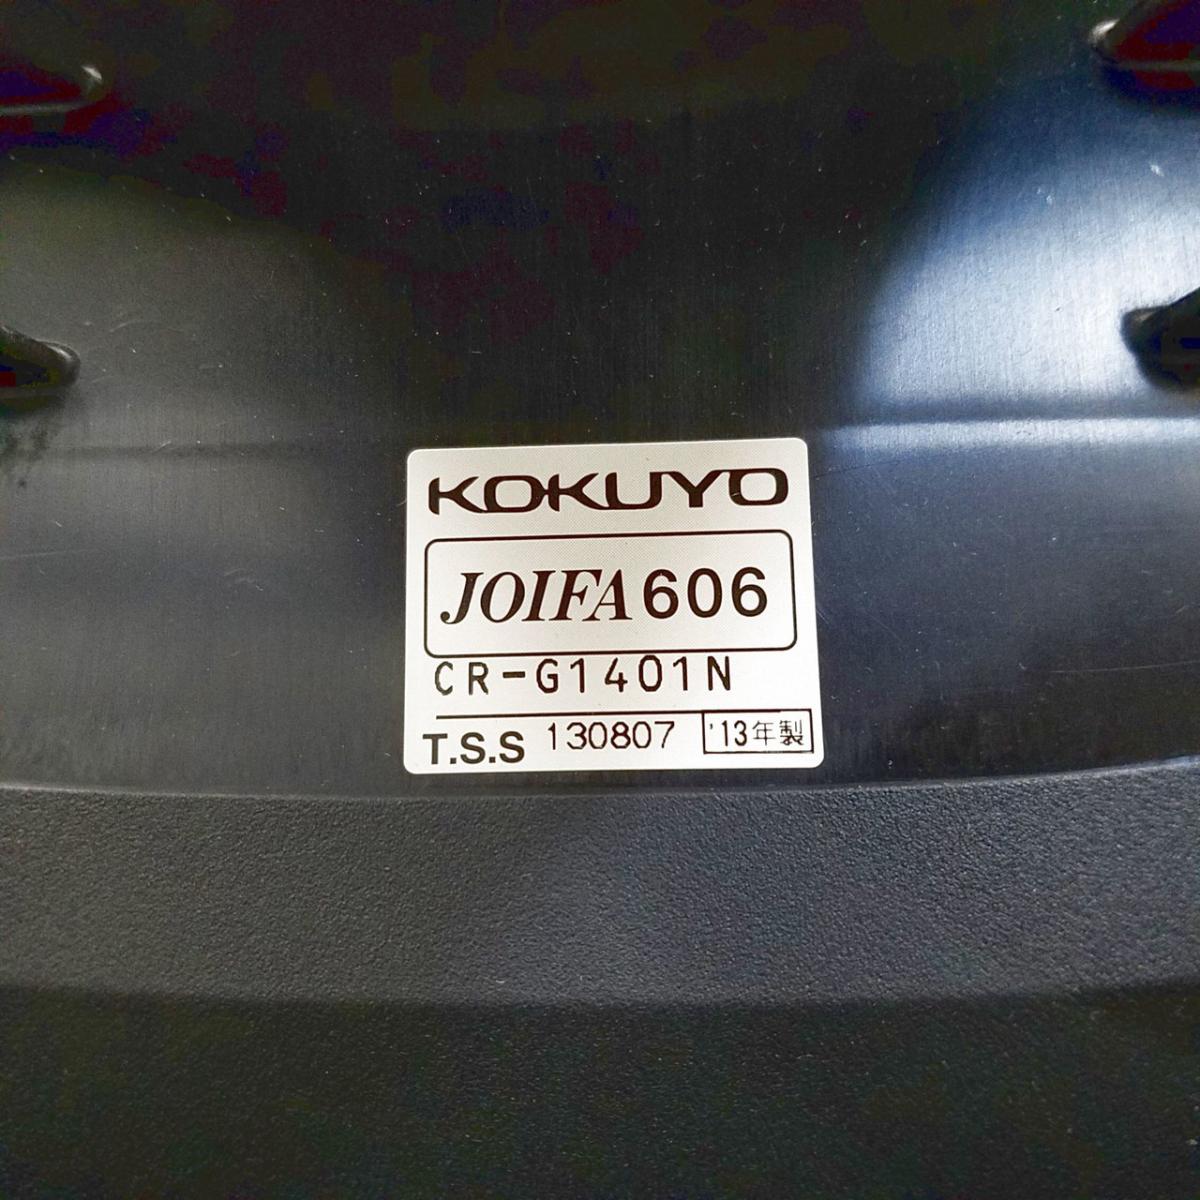 KOKUYO
JOIFA606
CR-G1401N
T.S.S 130807 '13年製